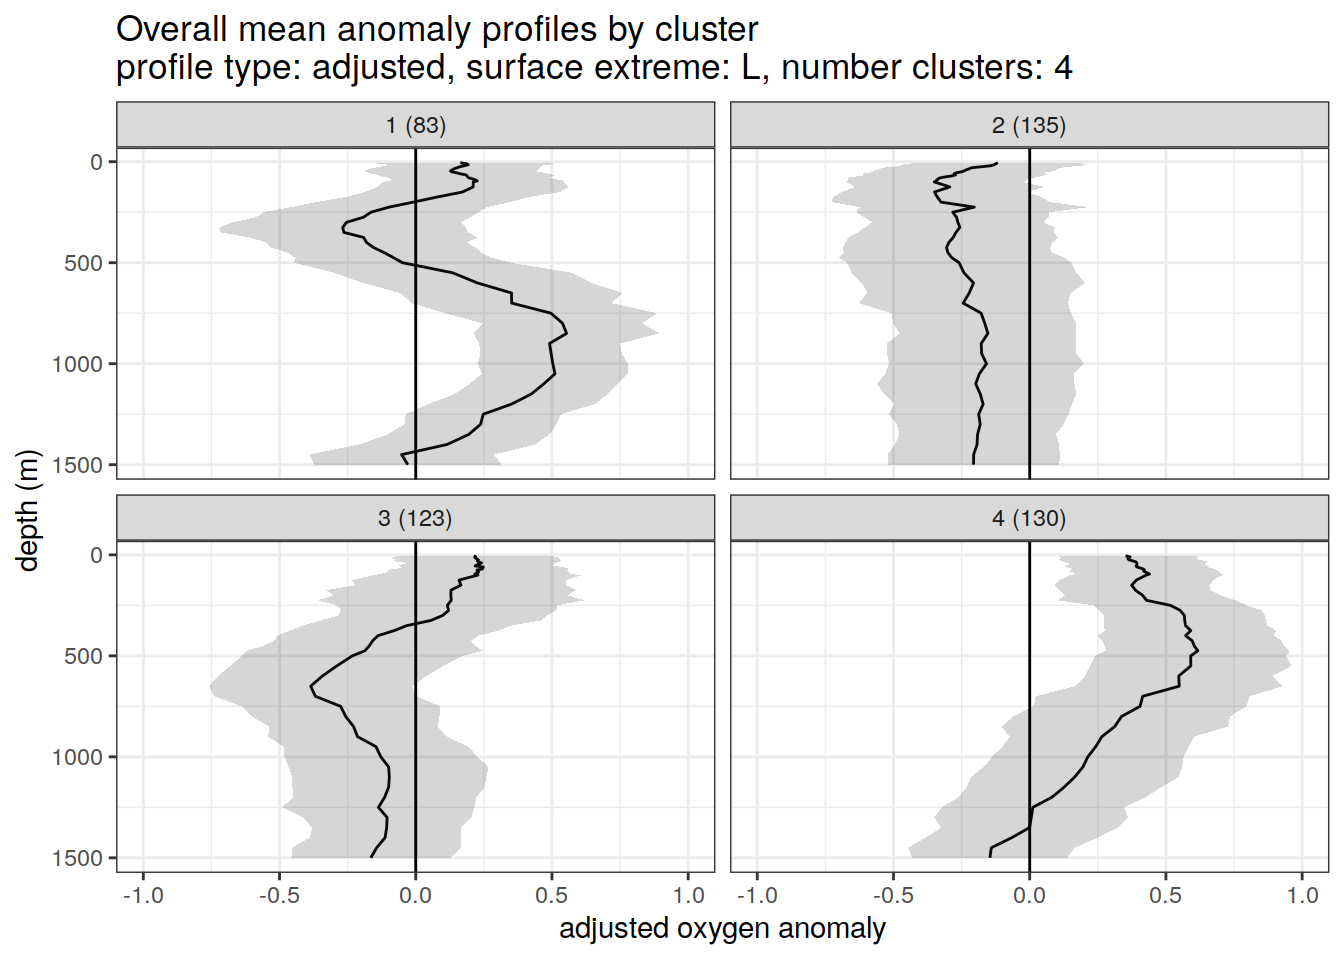 Overall mean anomaly profiles by cluster
profile type: adjusted, surface extreme: L, number clusters: 4
1 (83)
2 (135)
0
500
1000
1500
3 (123)
4 (130)
0
500
1000
1500
-1.0 -0.5 0.0 0.5 1.0
-1.0 -0.5 0.0 0.5 1.0
adjusted oxygen anomaly
depth (m)